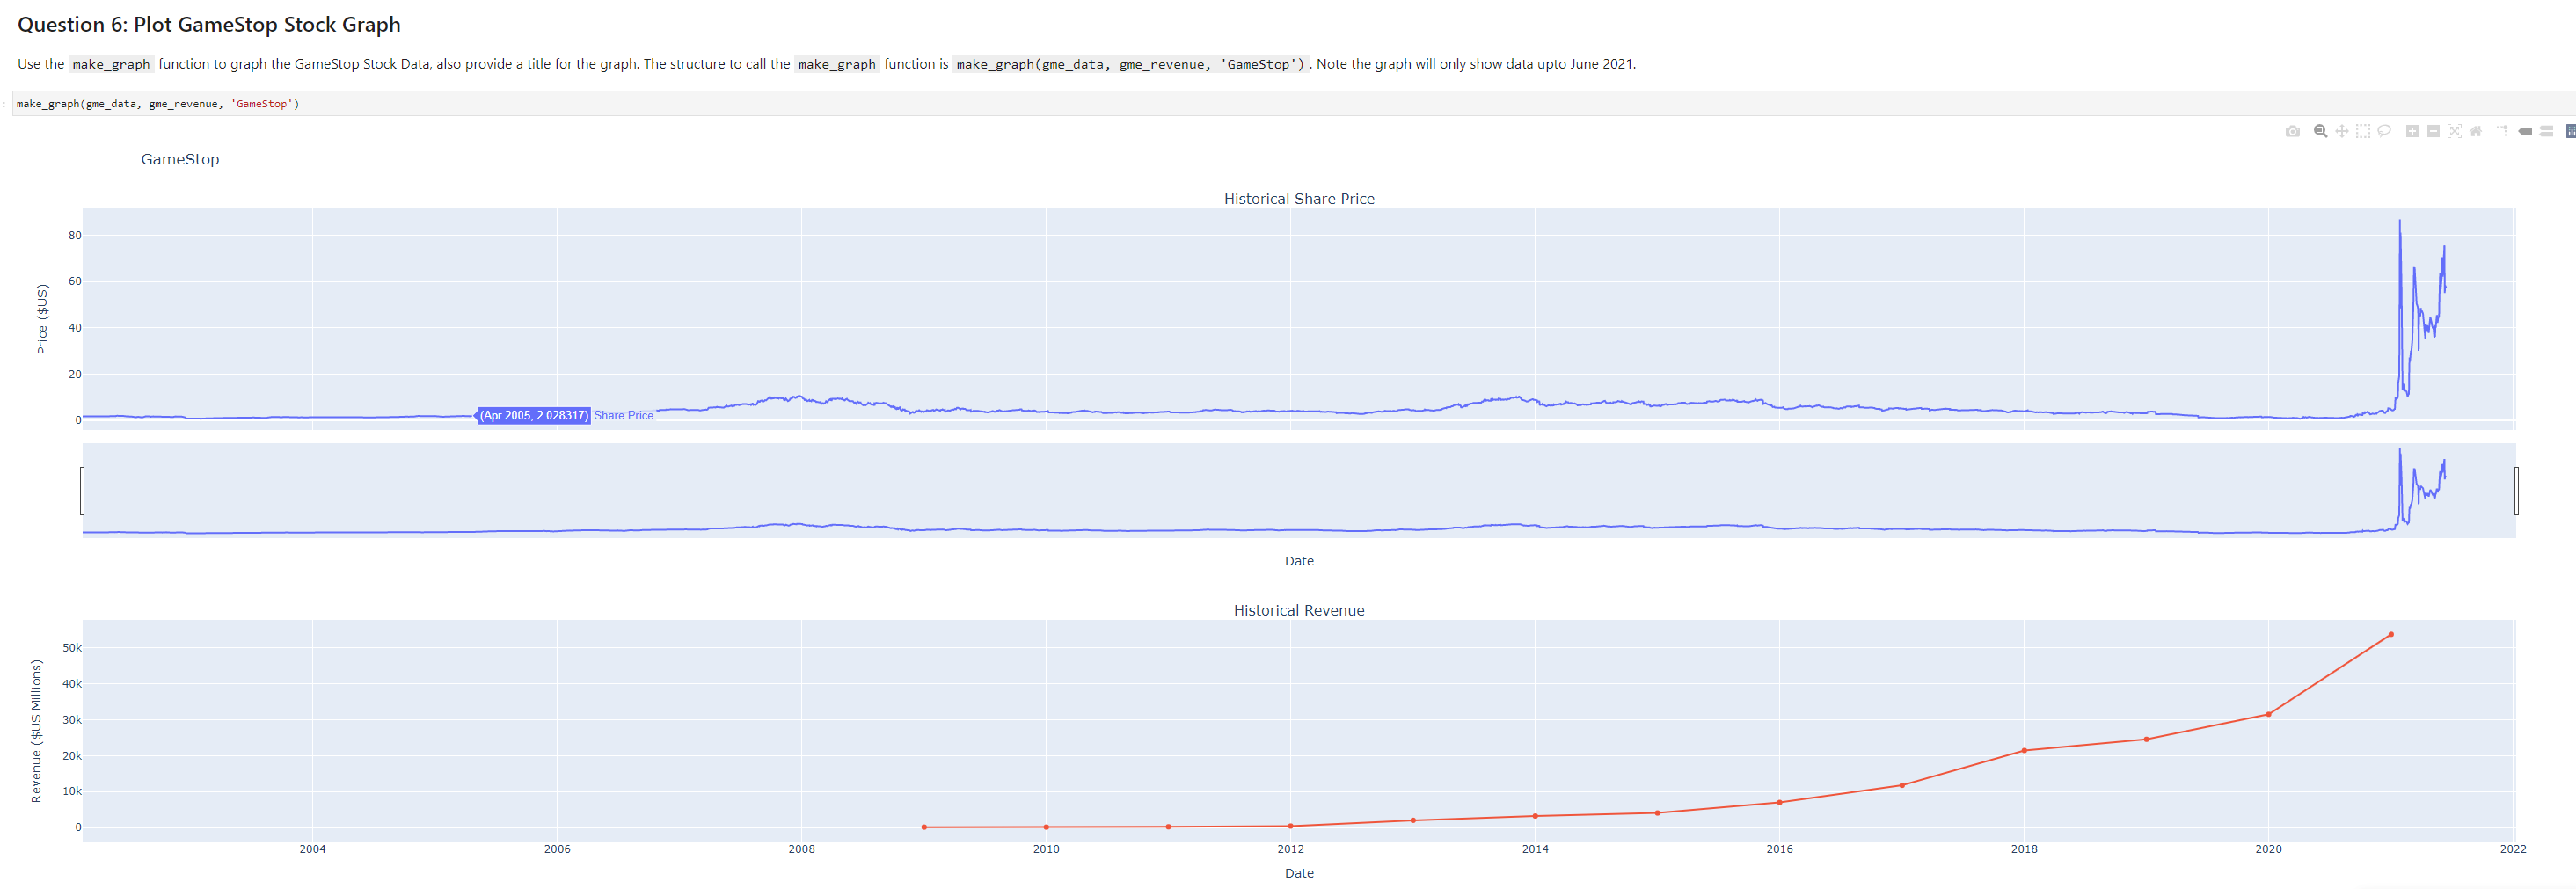 Question 6: Plot GameStop Stock Graph
Use the make_graph function to graph the GameStop Stock Data, also provide a title for the graph. The structure to call the make_graph function is make_graph(gme_data, gme_revenue, 'GameStop'). Note the graph will only show data upto June 2021.
: make_graph(gme_data, gme_revenue, 'GameStop')
GameStop
Historical Share Price
80
60
40
20
0
Price ($US)
(Apr 2005, 2.028317) Share Price
Date
Historical Revenue
50k
40k
30k
20k
10k
0
Revenue ($US Millions)
2004 2006 2008 2010 2012 2014 2016 2018 2020 2022
Date